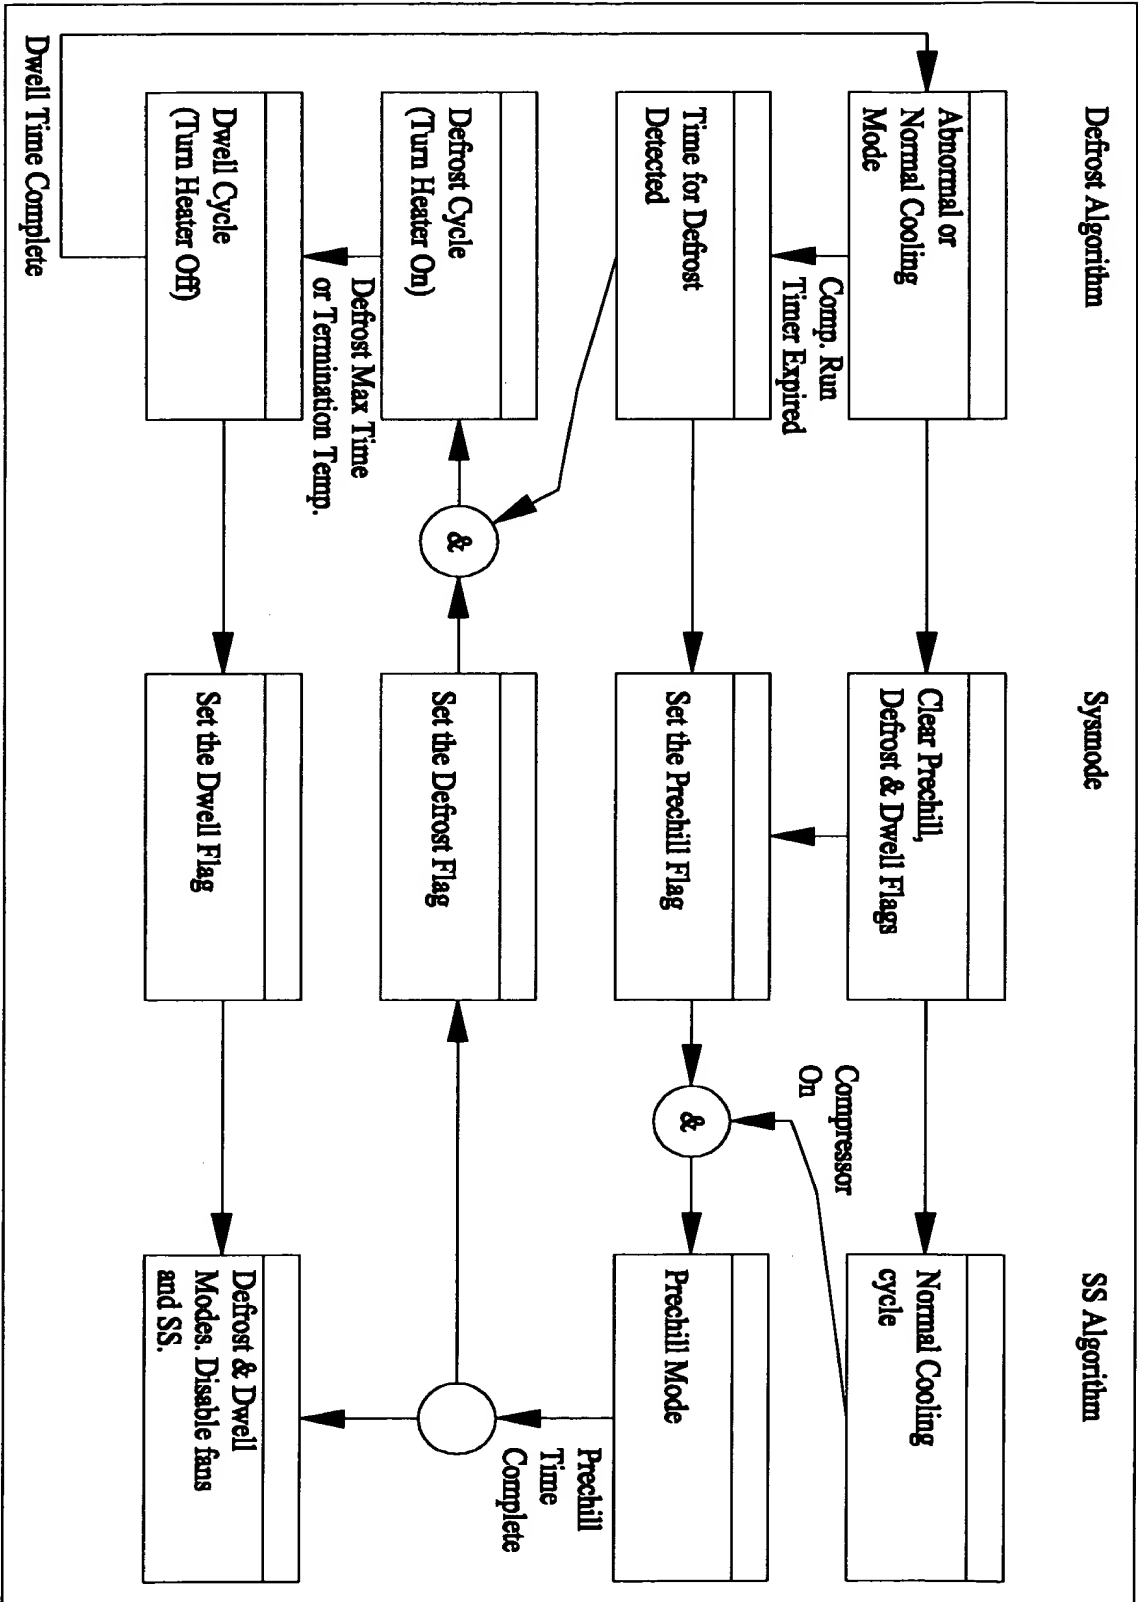 Defrost Algorithm
Sysmode
SS Algorithm
Abnormal or
Normal Cooling
Mode
Clear Prechill,
Defrost & Dwell Flags
Normal Cooling
cycle
Comp. Run
Timer Expired
Compressor
On
Time for Defrost
Detected
Set the Prechill Flag
&
Prechill Mode
Prechill
Time
Complete
Defrost Cycle
(Turn Heater On)
&
Set the Defrost Flag
Defrost Max Time
or Termination Temp.
Dwell Cycle
(Turn Heater Off)
Set the Dwell Flag
Defrost & Dwell
Modes. Disable fans
and SS.
Dwell Time Complete